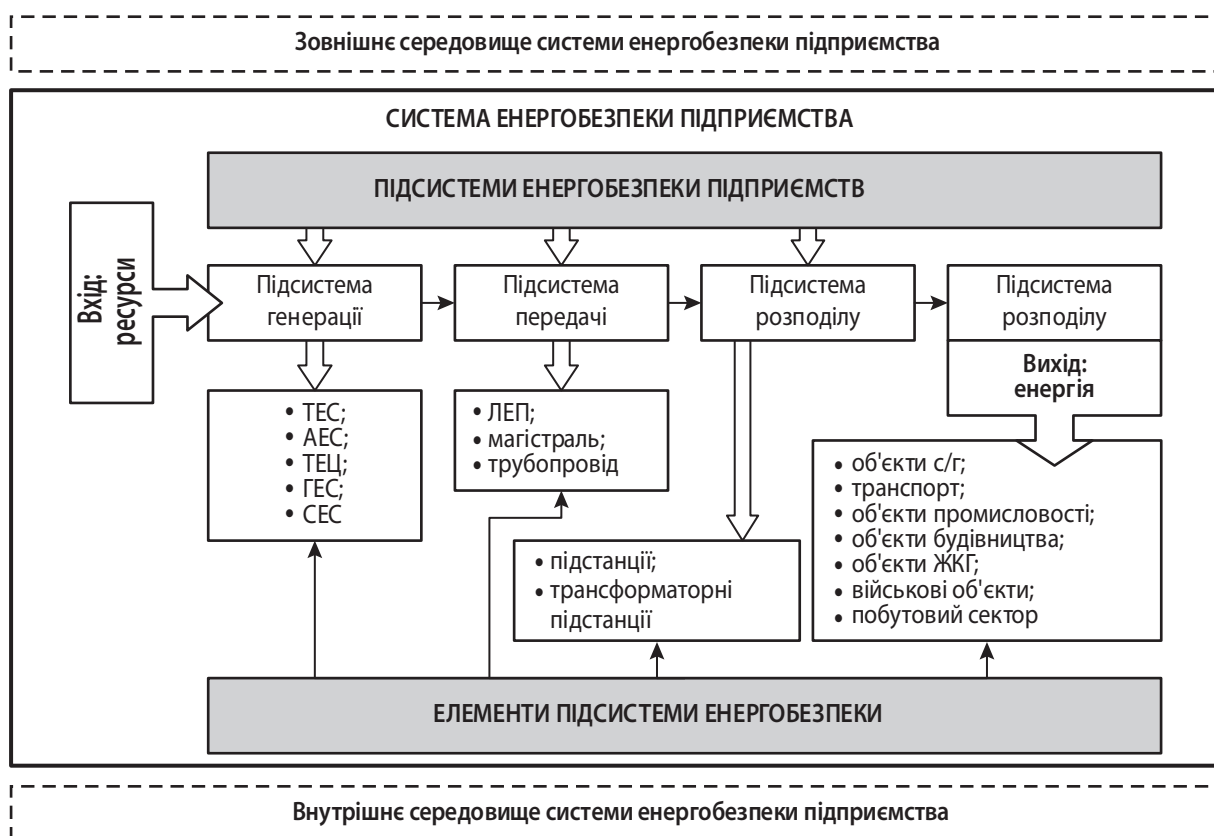 Зовнішнє середовище системи енергобезпеки підприємства
СИСТЕМА ЕНЕРГОБЕЗПЕКИ ПІДПРИЄМСТВА
ПІДСИСТЕМИ ЕНЕРГОБЕЗПЕКИ ПІДПРИЄМСТВ
Вхід:
ресурси
Підсистема
генерації
Підсистема
передачі
Підсистема
розподілу
Підсистема
розподілу
Вихід:
енергія
• ТЕС;
• АЕС;
• ТЕЦ;
• ГЕС;
• СЕС
• ЛЕП;
• магістраль;
• трубопровід
• підстанції;
• трансформаторні
підстанції
• об'єкти с/г;
• транспорт;
• об'єкти промисловості;
• об'єкти будівництва;
• об'єкти ЖКГ;
• військові об'єкти;
• побутовий сектор
ЕЛЕМЕНТИ ПІДСИСТЕМИ ЕНЕРГОБЕЗПЕКИ
Внутрішнє середовище системи енергобезпеки підприємства